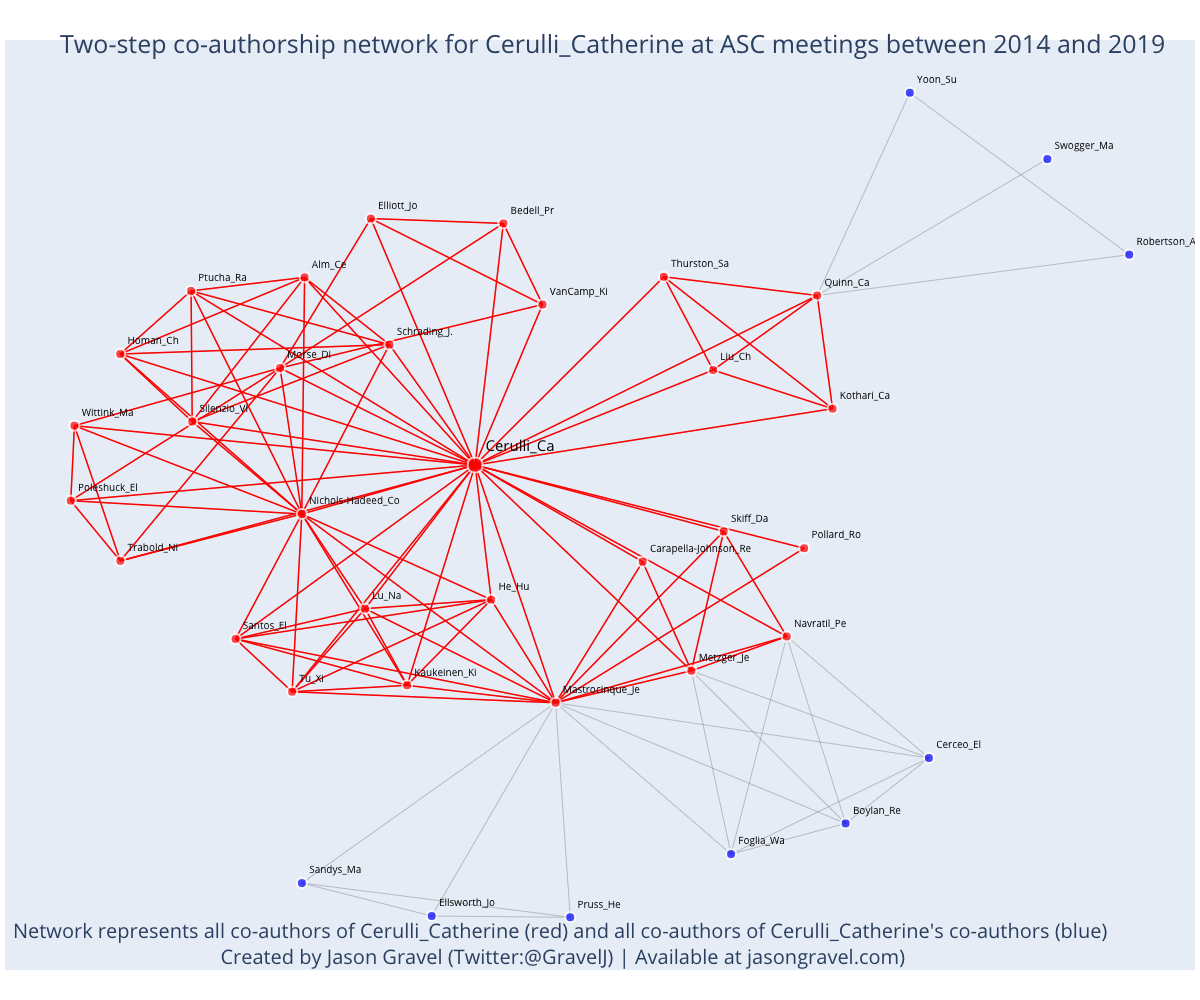 Two-step co-authorship network for Cerulli_Catherine at ASC meetings between 2014 and 2019
Yoon_Su
Swogger_Ma
Elliott_Jo
Bedell_Pr
Robertson_A
Thurston_Sa
Alm_Ce
Ptucha_Ra
Quinn_Ca
VanCamp_Ki
Schrading_J.
Homan_Ch
Morse_Di
Liu_Ch
Kothari_Ca
Wittink_Ma
Silenzio_Vi
Cerulli_Ca
Poleshuck_El
Nichols-Hadeed_Co
Skiff_Da
Pollard_Ro
Trabold_Ni
Carapella-Johnson_Re
He_Hu
Lu_Na
Santos_El
Navratil_Pe
Metzger_Je
Kaukeinen_Ki
Tu_Xi
Mastrocinque_Je
Cerceo_El
Boylan_Re
Foglia_Wa
Sandys_Ma
Ellsworth_Jo
Pruss_He
Network represents all co-authors of Cerulli_Catherine (red) and all co-authors of Cerulli_Catherine's co-authors (blue)
Created by Jason Gravel (Twitter:@GravelJ) | Available at jasongravel.com)